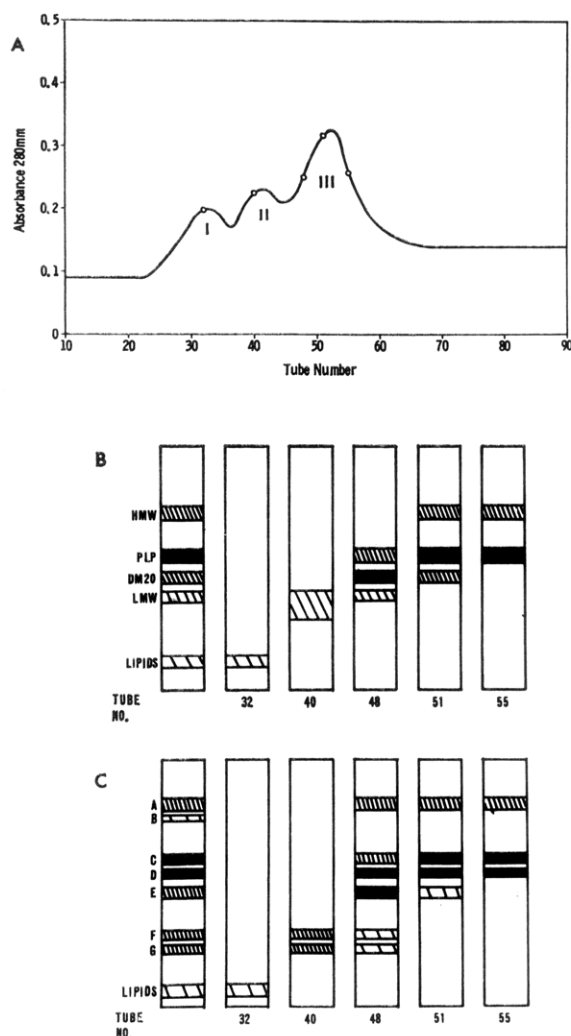 A
0.5
0.4
0.3
0.2
0.1
0
Absorbance 280mm
I
II
III
10 20 30 40 50 60 70 80 90
Tube Number
B
HMW
PLP
DM20
LMW
LIPIDS
TUBE NO. 32 40 48 51 55
C
A
B
C
D
E
F
G
LIPIDS
TUBE NO 32 40 48 51 55